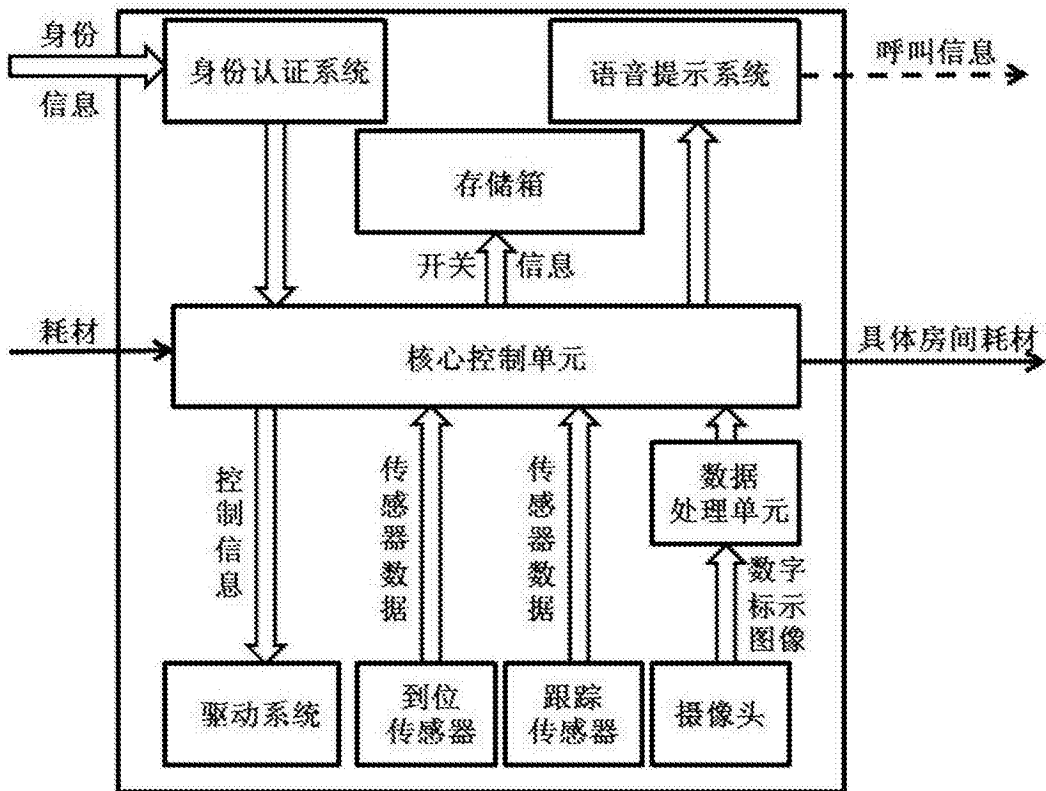 身份
信息
身份认证系统
语音提示系统
呼叫信息
存储箱
开关 信息
耗材
核心控制单元
具体房间耗材
控制信息
传感器数据
传感器数据
数据
处理单元
数字
标示
图像
驱动系统
到位
传感器
跟踪
传感器
摄像头